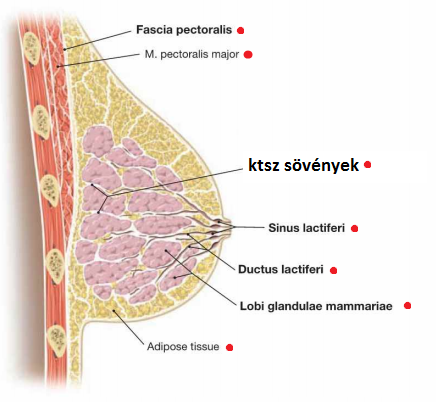 Fascia pectoralis
M. pectoralis major
ktsz sövények
Sinus lactiferi
Ductus lactiferi
Lobi glandulae mammariae
Adipose tissue